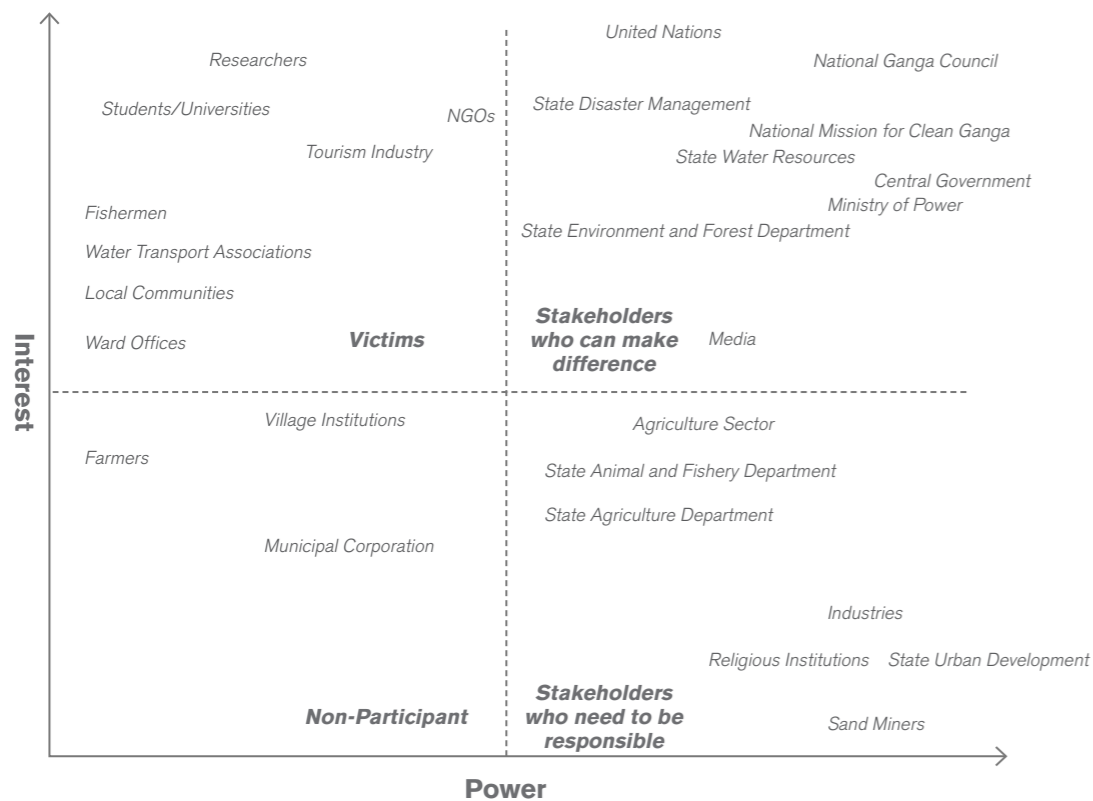 United Nations
Researchers
National Ganga Council
Students/Universities
State Disaster Management
NGOs
National Mission for Clean Ganga
Tourism Industry
State Water Resources
Central Government
Ministry of Power
Fishermen
State Environment and Forest Department
Water Transport Associations
Local Communities
Ward Offices
Victims
Stakeholders
who can make
difference
Media
Interest
Village Institutions
Agriculture Sector
Farmers
State Animal and Fishery Department
State Agriculture Department
Municipal Corporation
Industries
Religious Institutions
State Urban Development
Non-Participant
Stakeholders
who need to be
responsible
Sand Miners
Power